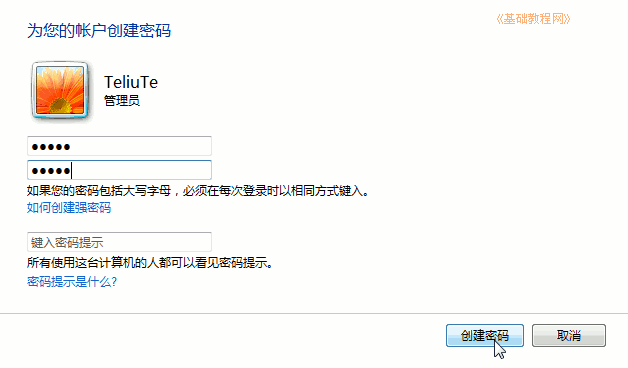 《基础教程网》
为您的帐户创建密码
TeliuTe
管理员
●●●●●
●●●●●
如果您的密码包括大写字母，必须在每次登录时以相同方式键入。
如何创建强密码
键入密码提示
所有使用这台计算机的人都可以看见密码提示。
密码提示是什么?
创建密码 取消